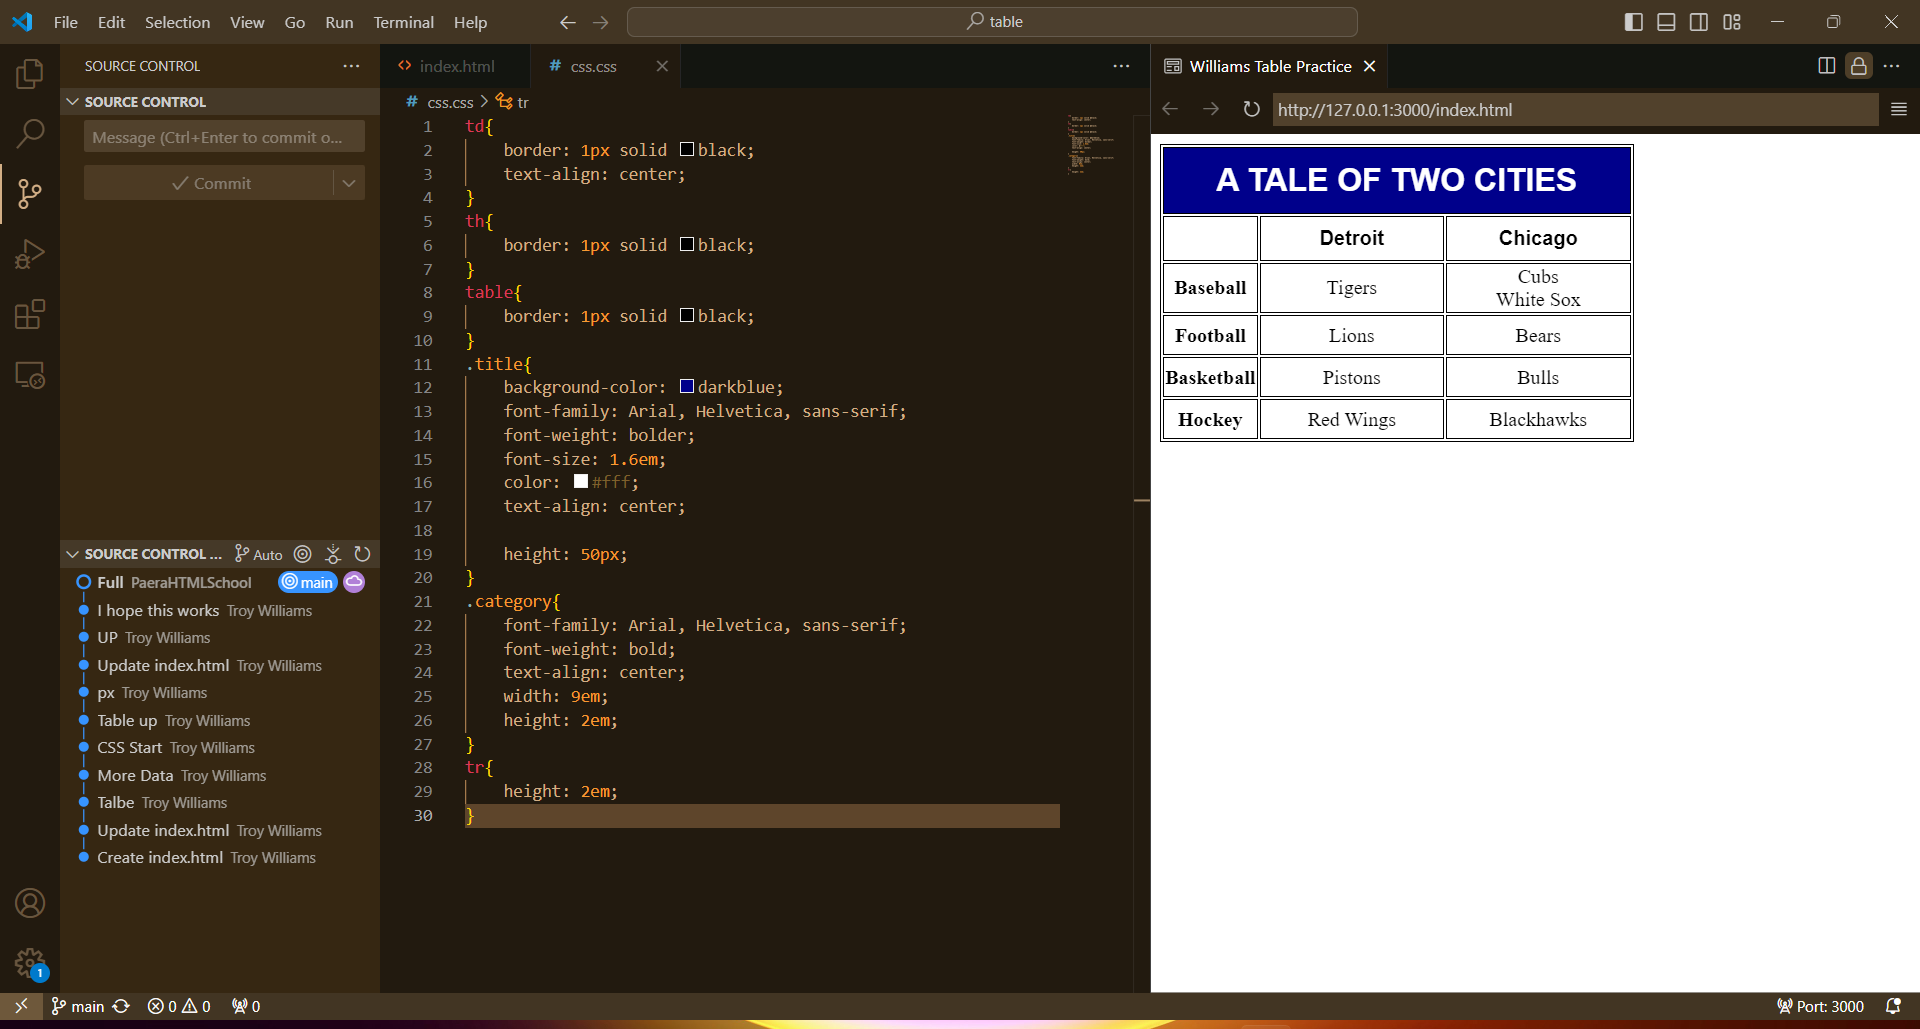 File Edit Selection View Go Run Terminal Help
table
SOURCE CONTROL
SOURCE CONTROL
Message (Ctrl+Enter to commit o...
Commit
SOURCE CONTROL ... Auto
Full PaeraHTMLSchool main
I hope this works Troy Williams
UP Troy Williams
Update index.html Troy Williams
px Troy Williams
Table up Troy Williams
CSS Start Troy Williams
More Data Troy Williams
Talbe Troy Williams
Update index.html Troy Williams
Create index.html Troy Williams
1
index.html
# css.css
# css.css > tr
1 td{
2 border: 1px solid black;
3 text-align: center;
4 }
5 th{
6 border: 1px solid black;
7 }
8 table{
9 border: 1px solid black;
10 }
11 .title{
12 background-color: darkblue;
13 font-family: Arial, Helvetica, sans-serif;
14 font-weight: bolder;
15 font-size: 1.6em;
16 color: #fff;
17 text-align: center;
18
19 height: 50px;
20 }
21 .category{
22 font-family: Arial, Helvetica, sans-serif;
23 font-weight: bold;
24 text-align: center;
25 width: 9em;
26 height: 2em;
27 }
28 tr{
29 height: 2em;
30 }
Williams Table Practice
http://127.0.0.1:3000/index.html
A TALE OF TWO CITIES
Detroit Chicago
Baseball Tigers Cubs
White Sox
Football Lions Bears
Basketball Pistons Bulls
Hockey Red Wings Blackhawks
main 0 0 0
Port: 3000